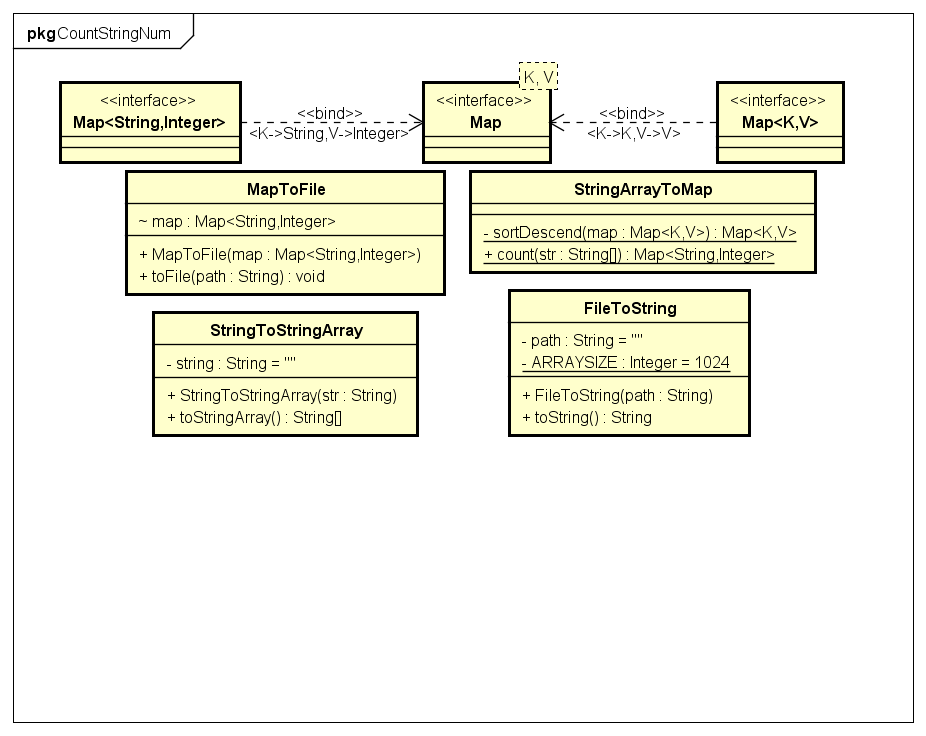 pkg CountStringNum
K, V
<<interface>>
Map<String,Integer>
<<bind>>
<K->String,V->Integer>
<<interface>>
Map
<<bind>>
<K->K,V->V>
<<interface>>
Map<K,V>
MapToFile
~ map : Map<String,Integer>
+ MapToFile(map : Map<String,Integer>)
+ toFile(path : String) : void
StringArrayToMap
- sortDescend(map : Map<K,V>) : Map<K,V>
+ count(str : String[]) : Map<String,Integer>
StringToStringArray
- string : String = ""
+ StringToStringArray(str : String)
+ toStringArray() : String[]
FileToString
- path : String = ""
- ARRAYSIZE : Integer = 1024
+ FileToString(path : String)
+ toString() : String